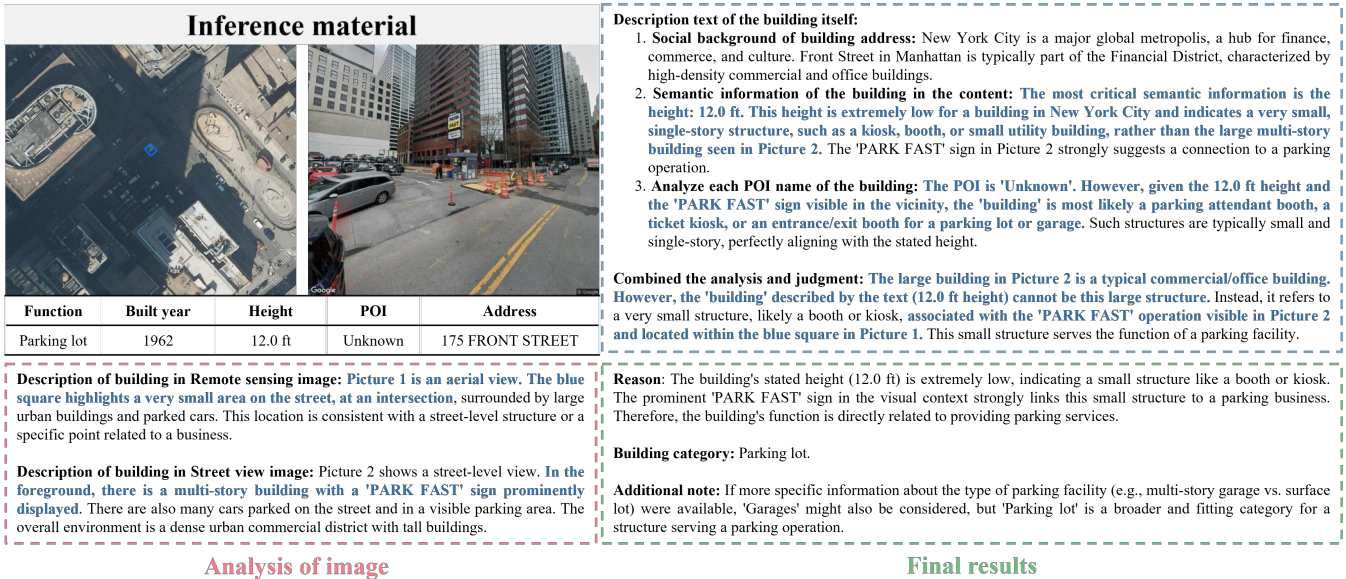 Inference material
PARK
FAST
Google
© Google
Function Built year Height POI Address
Parking lot 1962 12.0 ft Unknown 175 FRONT STREET
Description of building in Remote sensing image: Picture 1 is an aerial view. The blue
square highlights a very small area on the street, at an intersection, surrounded by large
urban buildings and parked cars. This location is consistent with a street-level structure or a
specific point related to a business.
Description of building in Street view image: Picture 2 shows a street-level view. In the
foreground, there is a multi-story building with a 'PARK FAST' sign prominently
displayed. There are also many cars parked on the street and in a visible parking area. The
overall environment is a dense urban commercial district with tall buildings.
Analysis of image
Description text of the building itself:
1. Social background of building address: New York City is a major global metropolis, a hub for finance,
commerce, and culture. Front Street in Manhattan is typically part of the Financial District, characterized by
high-density commercial and office buildings.
2. Semantic information of the building in the content: The most critical semantic information is the
height: 12.0 ft. This height is extremely low for a building in New York City and indicates a very small,
single-story structure, such as a kiosk, booth, or small utility building, rather than the large multi-story
building seen in Picture 2. The 'PARK FAST' sign in Picture 2 strongly suggests a connection to a parking
operation.
3. Analyze each POI name of the building: The POI is 'Unknown'. However, given the 12.0 ft height and
the 'PARK FAST' sign visible in the vicinity, the 'building' is most likely a parking attendant booth, a
ticket kiosk, or an entrance/exit booth for a parking lot or garage. Such structures are typically small and
single-story, perfectly aligning with the stated height.
Combined the analysis and judgment: The large building in Picture 2 is a typical commercial/office building.
However, the 'building' described by the text (12.0 ft height) cannot be this large structure. Instead, it refers to
a very small structure, likely a booth or kiosk, associated with the 'PARK FAST' operation visible in Picture 2
and located within the blue square in Picture 1. This small structure serves the function of a parking facility.
Reason: The building's stated height (12.0 ft) is extremely low, indicating a small structure like a booth or kiosk.
The prominent 'PARK FAST' sign in the visual context strongly links this small structure to a parking business.
Therefore, the building's function is directly related to providing parking services.
Building category: Parking lot.
Additional note: If more specific information about the type of parking facility (e.g., multi-story garage vs. surface
lot) were available, 'Garages' might also be considered, but 'Parking lot' is a broader and fitting category for a
structure serving a parking operation.
Final results